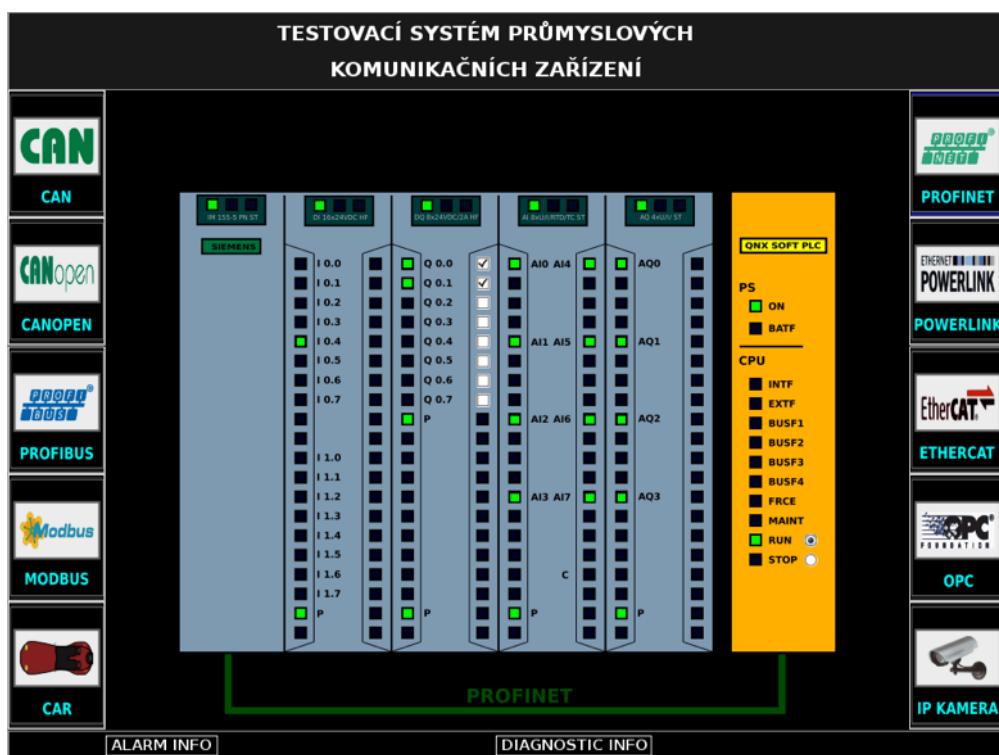 TESTOVACÍ SYSTÉM PRŮMYSLOVÝCH
KOMUNIKAČNÍCH ZAŘÍZENÍ
CAN
CAN
CANopen
CANOPEN
PROFI
BUS
PROFIBUS
Modbus
MODBUS
CAR
IM 155-5 PN ST
SIEMENS
DI 16x24VDC HF
I 0.0
I 0.1
I 0.2
I 0.3
I 0.4
I 0.5
I 0.6
I 0.7
I 1.0
I 1.1
I 1.2
I 1.3
I 1.4
I 1.5
I 1.6
I 1.7
P
DQ 8x24VDC/2A HF
Q 0.0
Q 0.1
Q 0.2
Q 0.3
Q 0.4
Q 0.5
Q 0.6
Q 0.7
P
P
AI 8xU/I/RTD/TC ST
AI0 AI4
AI1 AI5
AI2 AI6
AI3 AI7
C
P
AQ 4xU/I/ ST
AQ0
AQ1
AQ2
AQ3
P
QNX SOFT PLC
PS
ON
BATF
CPU
INTF
EXTF
BUSF1
BUSF2
BUSF3
BUSF4
FRCE
MAINT
RUN
STOP
PROFINET
PROFI
NET
PROFINET
ETHERNET
POWERLINK
POWERLINK
EtherCAT
ETHERCAT
OPC
FOUNDATION
OPC
IP KAMERA
ALARM INFO
DIAGNOSTIC INFO